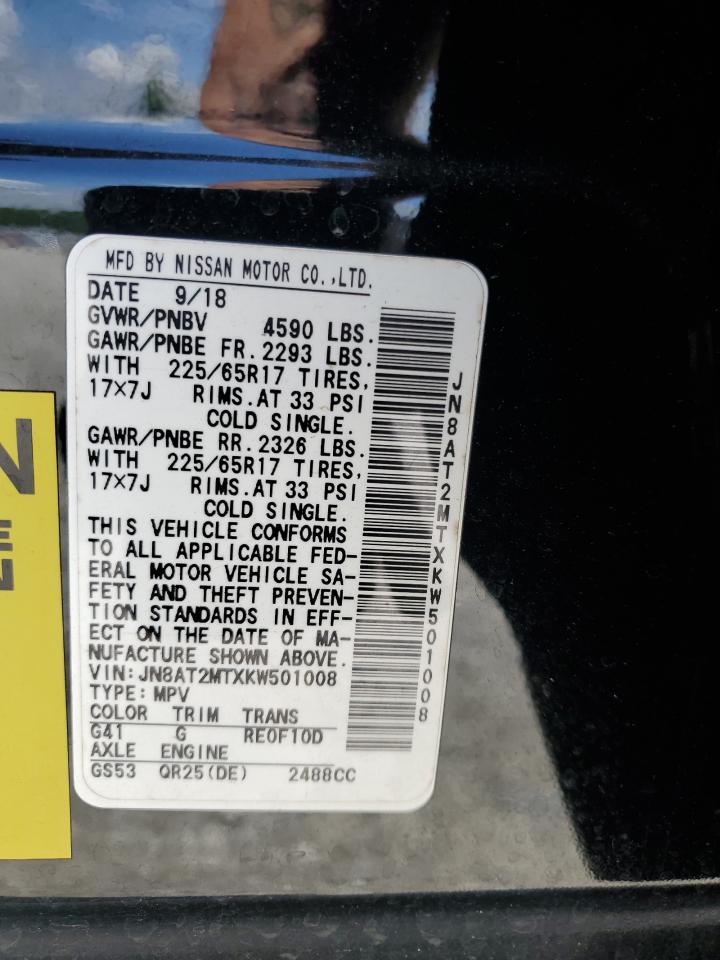 MFD BY NISSAN MOTOR CO.,LTD.
DATE 9/18
GVWR/PNBV 4590 LBS.
GAWR/PNBE FR. 2293 LBS.
WITH 225/65R17 TIRES,
17×7J RIMS.AT 33 PSI
COLD SINGLE.
GAWR/PNBE RR. 2326 LBS.
WITH 225/65R17 TIRES,
17×7J RIMS.AT 33 PSI
COLD SINGLE.
THIS VEHICLE CONFORMS
TO ALL APPLICABLE FED-
ERAL MOTOR VEHICLE SA-
FETY AND THEFT PREVEN-
TION STANDARDS IN EFF-
ECT ON THE DATE OF MA-
NUFACTURE SHOWN ABOVE.
VIN: JN8AT2MTXKW501008
TYPE: MPV
COLOR TRIM TRANS
G41 G RE0F10D
AXLE ENGINE
GS53 QR25(DE) 2488CC
JN8AT2MTXKW501008
N
E
N